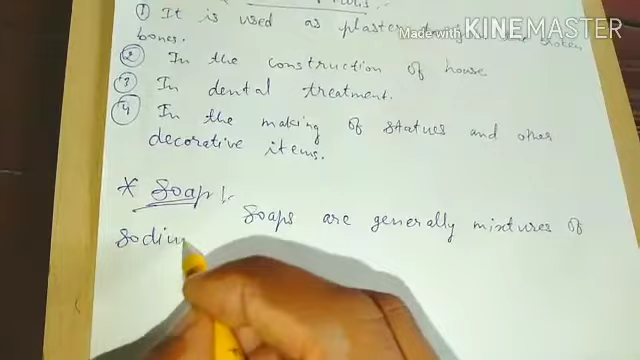 ① It is used as plaster
Made with KINEMASTER
bones.
② In the construction of house
③ In dental treatment.
④ In the making of statues and other
decorative items.
* Soap :-
Soaps are generally mixtures of
Sodium